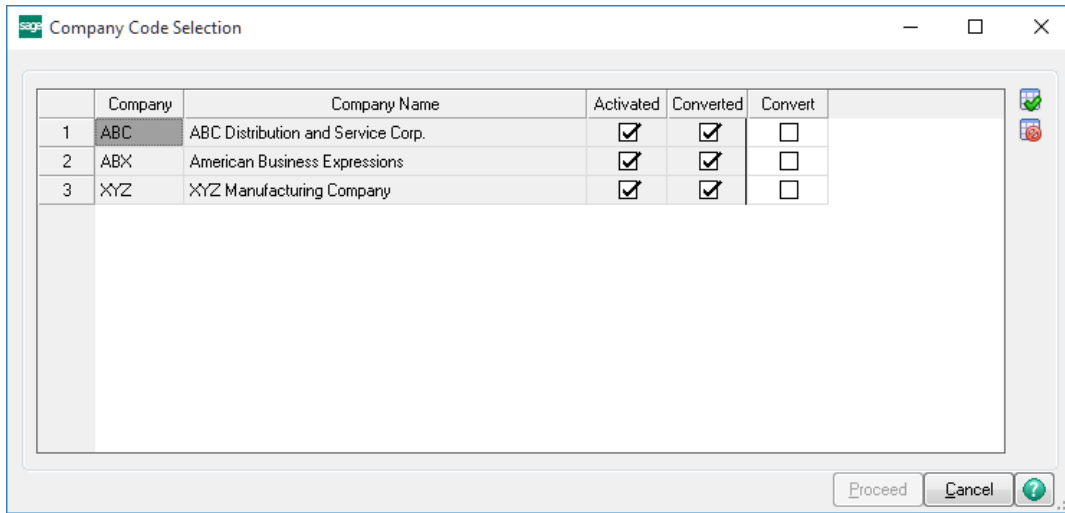 sage Company Code Selection
Company Company Name Activated Converted Convert
1 ABC ABC Distribution and Service Corp.
2 ABX American Business Expressions
3 XYZ XYZ Manufacturing Company
Proceed Cancel ?